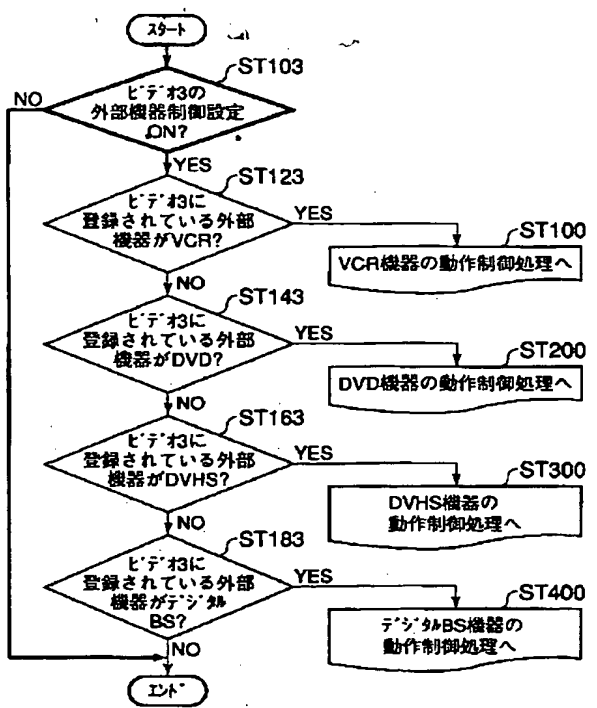 スタート
ST103
ビデオ3の
外部機器制御設定
ON?
NO
YES
ST123
ビデオ3に
登録されている外部
機器がVCR?
YES
ST100
VCR機器の動作制御処理へ
NO
ST143
ビデオ3に
登録されている外部
機器がDVD?
YES
ST200
DVD機器の動作制御処理へ
NO
ST163
ビデオ3に
登録されている外部
機器がDVHS?
YES
ST300
DVHS機器の
動作制御処理へ
NO
ST183
ビデオ3に
登録されている外部
機器がデジタル
BS?
YES
ST400
デジタルBS機器の
動作制御処理へ
NO
エンド